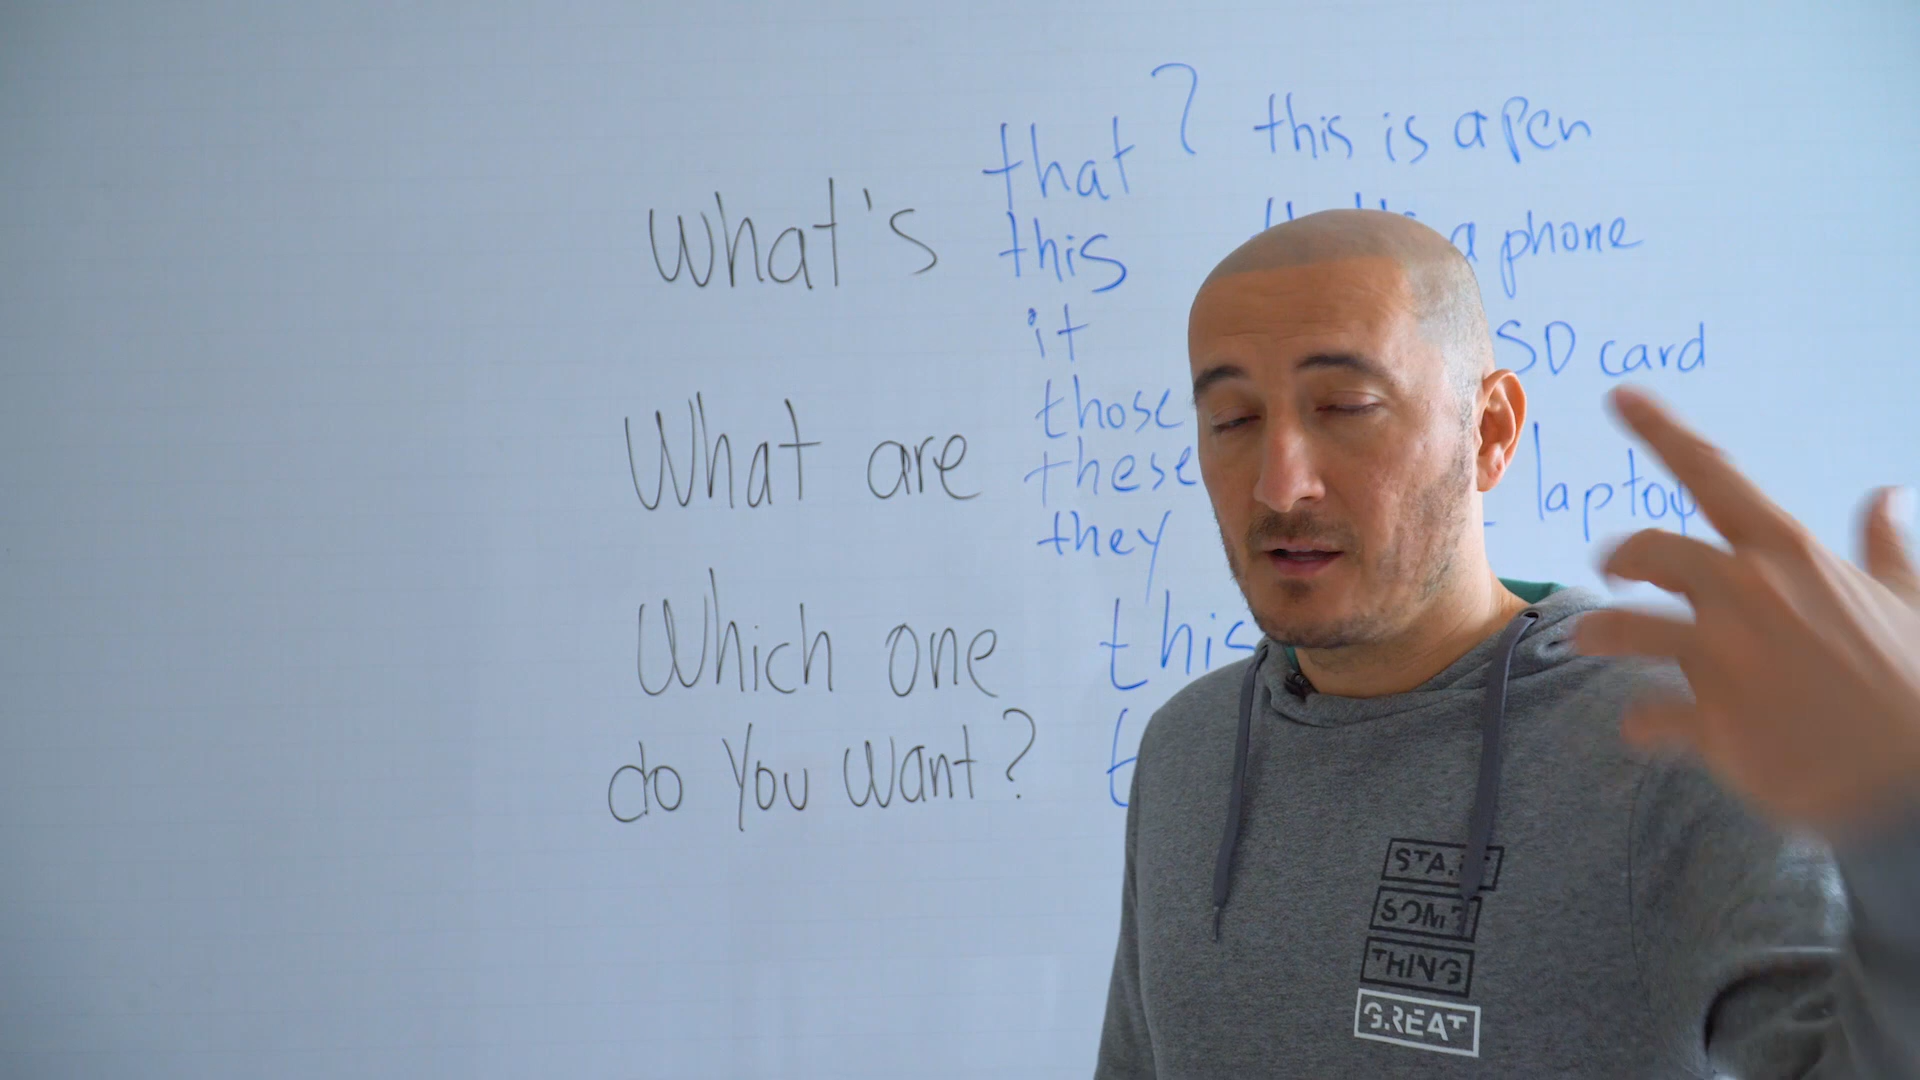 that? this is a pen
What's this a phone
it SD card
those
What are these laptop
they
Which one this
do you want?
START
SOME
THING
GREAT